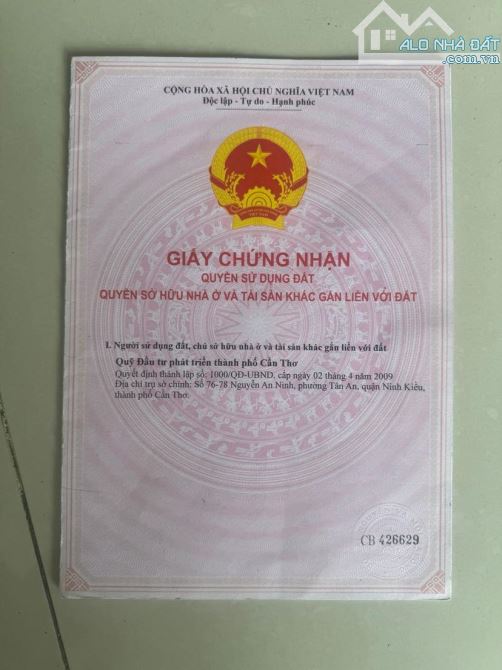 ALO NHÀ ĐẤT
.com.vn
CỘNG HÒA XÃ HỘI CHỦ NGHĨA VIỆT NAM
Độc lập - Tự do - Hạnh phúc
GIẤY CHỨNG NHẬN
QUYỀN SỬ DỤNG ĐẤT
QUYỀN SỞ HỮU NHÀ Ở VÀ TÀI SẢN KHÁC GẮN LIỀN VỚI ĐẤT
I. Người sử dụng đất, chủ sở hữu nhà ở và tài sản khác gắn liền với đất
Quỹ Đầu tư phát triển thành phố Cần Thơ
Quyết định thành lập số: 1000/QĐ-UBND, cấp ngày 02 tháng 4 năm 2009
Địa chỉ trụ sở chính: Số 76-78 Nguyễn An Ninh, phường Tân An, quận Ninh Kiều,
thành phố Cần Thơ.
CB 426629